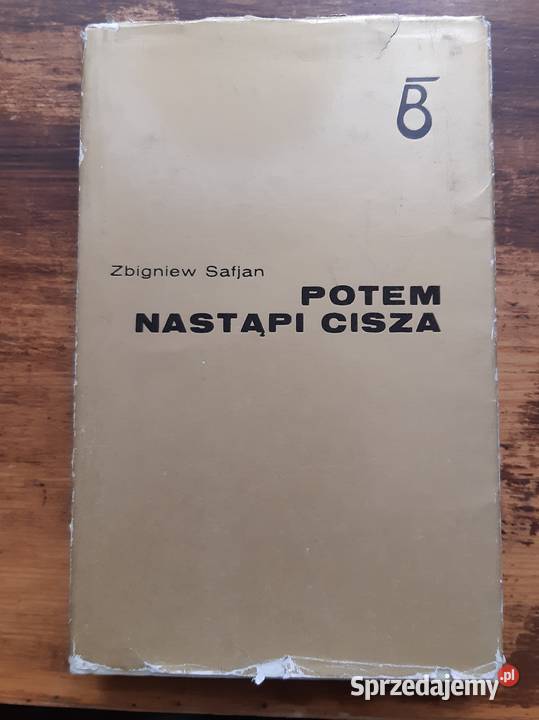 Zbigniew Safjan
POTEM
NASTĄPI CISZA
Sprzedajemy.pl